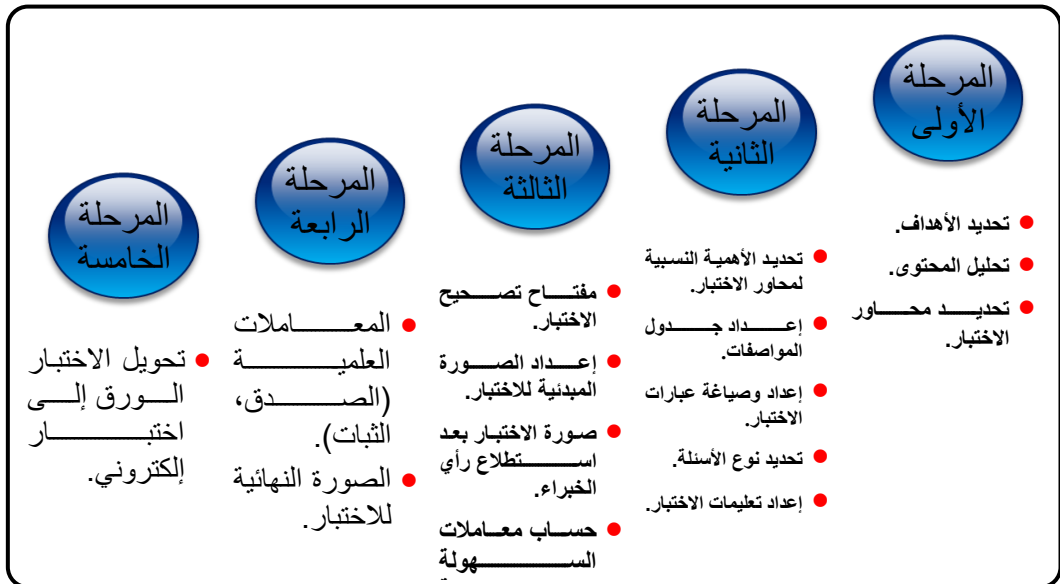 المرحلة
الأولى
تحديد الأهداف.
تحليل المحتوى.
تحديد محاور
الاختبار.
المرحلة
الثانية
تحديد الأهمية النسبية
لمحاور الاختبار.
إعداد جدول
المواصفات.
إعداد وصياغة عبارات
الاختبار.
تحديد نوع الأسئلة.
إعداد تعليمات الاختبار.
المرحلة
الثالثة
مفتاح تصحيح
الاختبار.
إعداد الصورة
المبدئية للاختبار.
صورة الاختبار بعد
استطلاع رأي
الخبراء.
حساب معاملات
السهولة
المرحلة
الرابعة
المعاملات
العلمية
(الصدق،
الثبات).
الصورة النهائية
للاختبار.
المرحلة
الخامسة
تحويل الاختبار
الورق إلى
اختبار
إلكتروني.